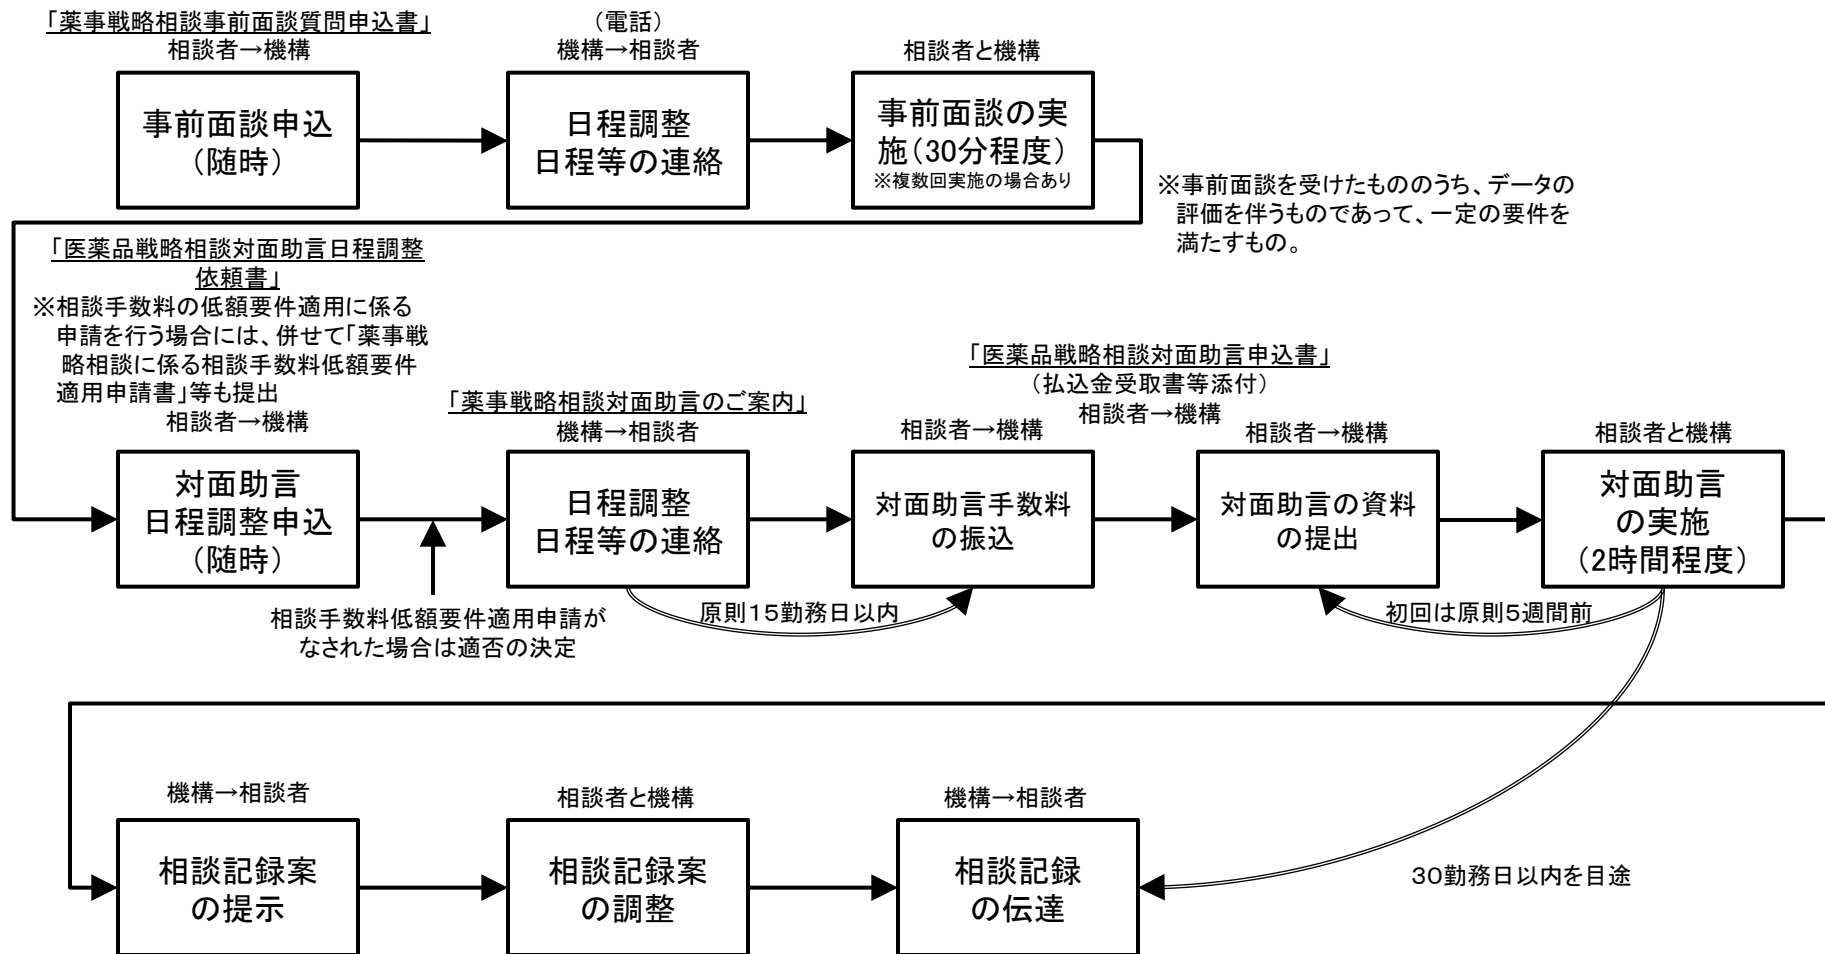 「薬事戦略相談事前面談質問申込書」
相談者→機構
事前面談申込
（随時）
（電話）
機構→相談者
日程調整
日程等の連絡
相談者と機構
事前面談の実
施（30分程度）
※複数回実施の場合あり
※事前面談を受けたもののうち、データの
評価を伴うものであって、一定の要件を
満たすもの。
「医薬品戦略相談対面助言日程調整
依頼書」
※相談手数料の低額要件適用に係る
申請を行う場合には、併せて「薬事戦
略相談に係る相談手数料低額要件
適用申請書」等も提出
相談者→機構
対面助言
日程調整申込
（随時）
相談手数料低額要件適用申請が
なされた場合は適否の決定
「薬事戦略相談対面助言のご案内」
機構→相談者
日程調整
日程等の連絡
原則15勤務日以内
相談者→機構
対面助言手数料
の振込
「医薬品戦略相談対面助言申込書」
（払込金受取書等添付）
相談者→機構
相談者→機構
対面助言の資料
の提出
初回は原則5週間前
相談者と機構
対面助言
の実施
（2時間程度）
機構→相談者
相談記録案
の提示
相談者と機構
相談記録案
の調整
機構→相談者
相談記録
の伝達
30勤務日以内を目途